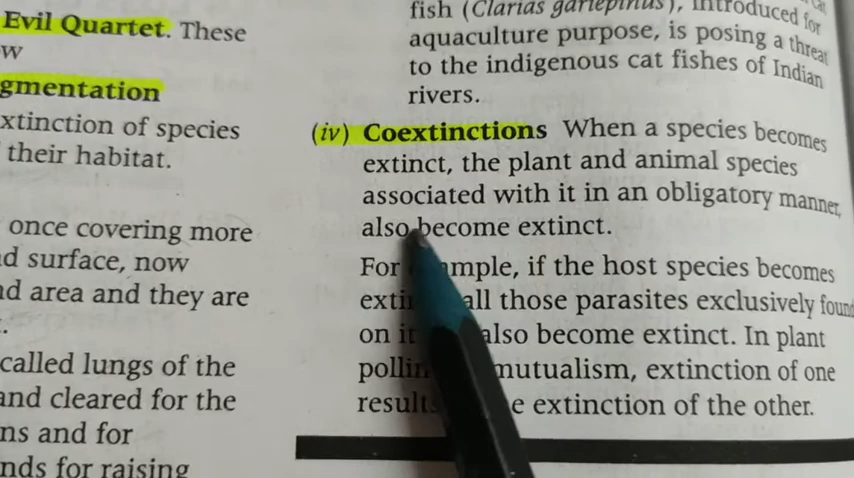 Evil Quartet. These
w
gmentation
xtinction of species
their habitat.
once covering more
d surface, now
nd area and they are
.
called lungs of the
and cleared for the
ns and for
nds for raising
fish (Clarias gariepinus), introduced for
aquaculture purpose, is posing a threat
to the indigenous cat fishes of Indian
rivers.
(iv) Coextinctions When a species becomes
extinct, the plant and animal species
associated with it in an obligatory manner,
also become extinct.
For mple, if the host species becomes
exti all those parasites exclusively found
on it also become extinct. In plant
pollin mutualism, extinction of one
results e extinction of the other.